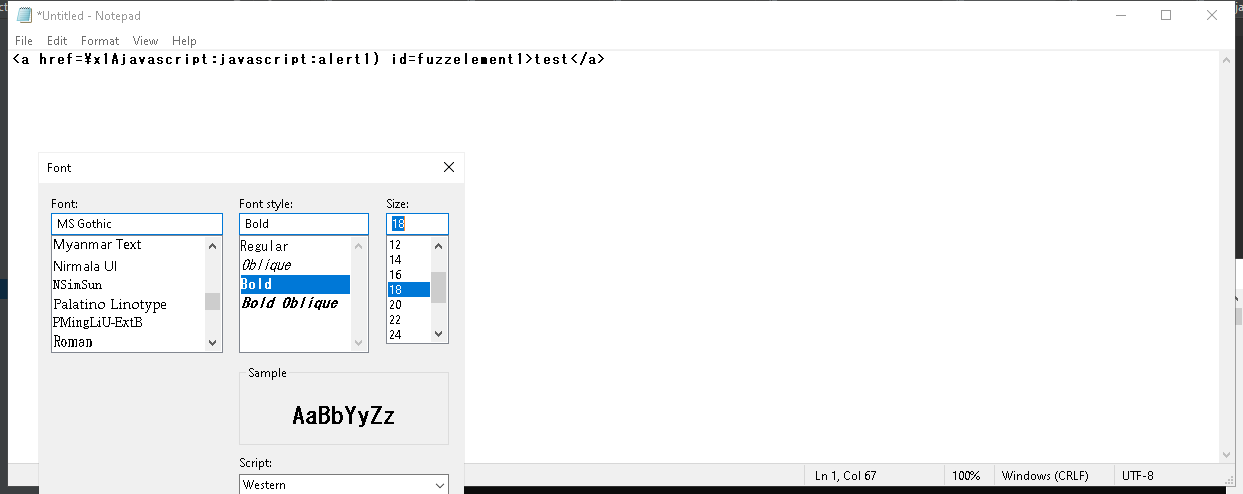 *Untitled - Notepad
File Edit Format View Help
<a href=¥x1Ajavascript:javascript:alert1) id=fuzzelement1>test</a>
Font
Font: Font style: Size:
MS Gothic Bold 18
Myanmar Text
Nirmala UI
NSimSun
Palatino Linotype
PMingLiU-ExtB
Roman
Regular
Oblique
Bold
Bold Oblique
12
14
16
18
20
22
24
Sample
AaBbYyZz
Script:
Western
Ln 1, Col 67 100% Windows (CRLF) UTF-8